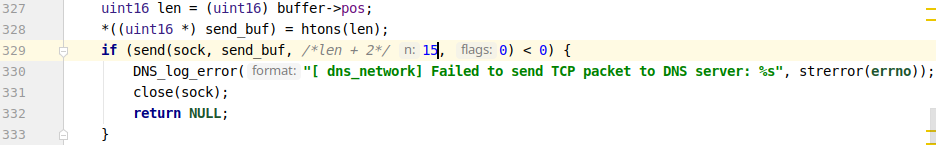 327 uint16 len = (uint16) buffer->pos;
328 *((uint16 *) send_buf) = htons(len);
329 if (send(sock, send_buf, /*len + 2*/ n: 15, flags: 0) < 0) {
330 DNS_log_error( format: "[ dns_network] Failed to send TCP packet to DNS server: %s", strerror(errno));
331 close(sock);
332 return NULL;
333 }